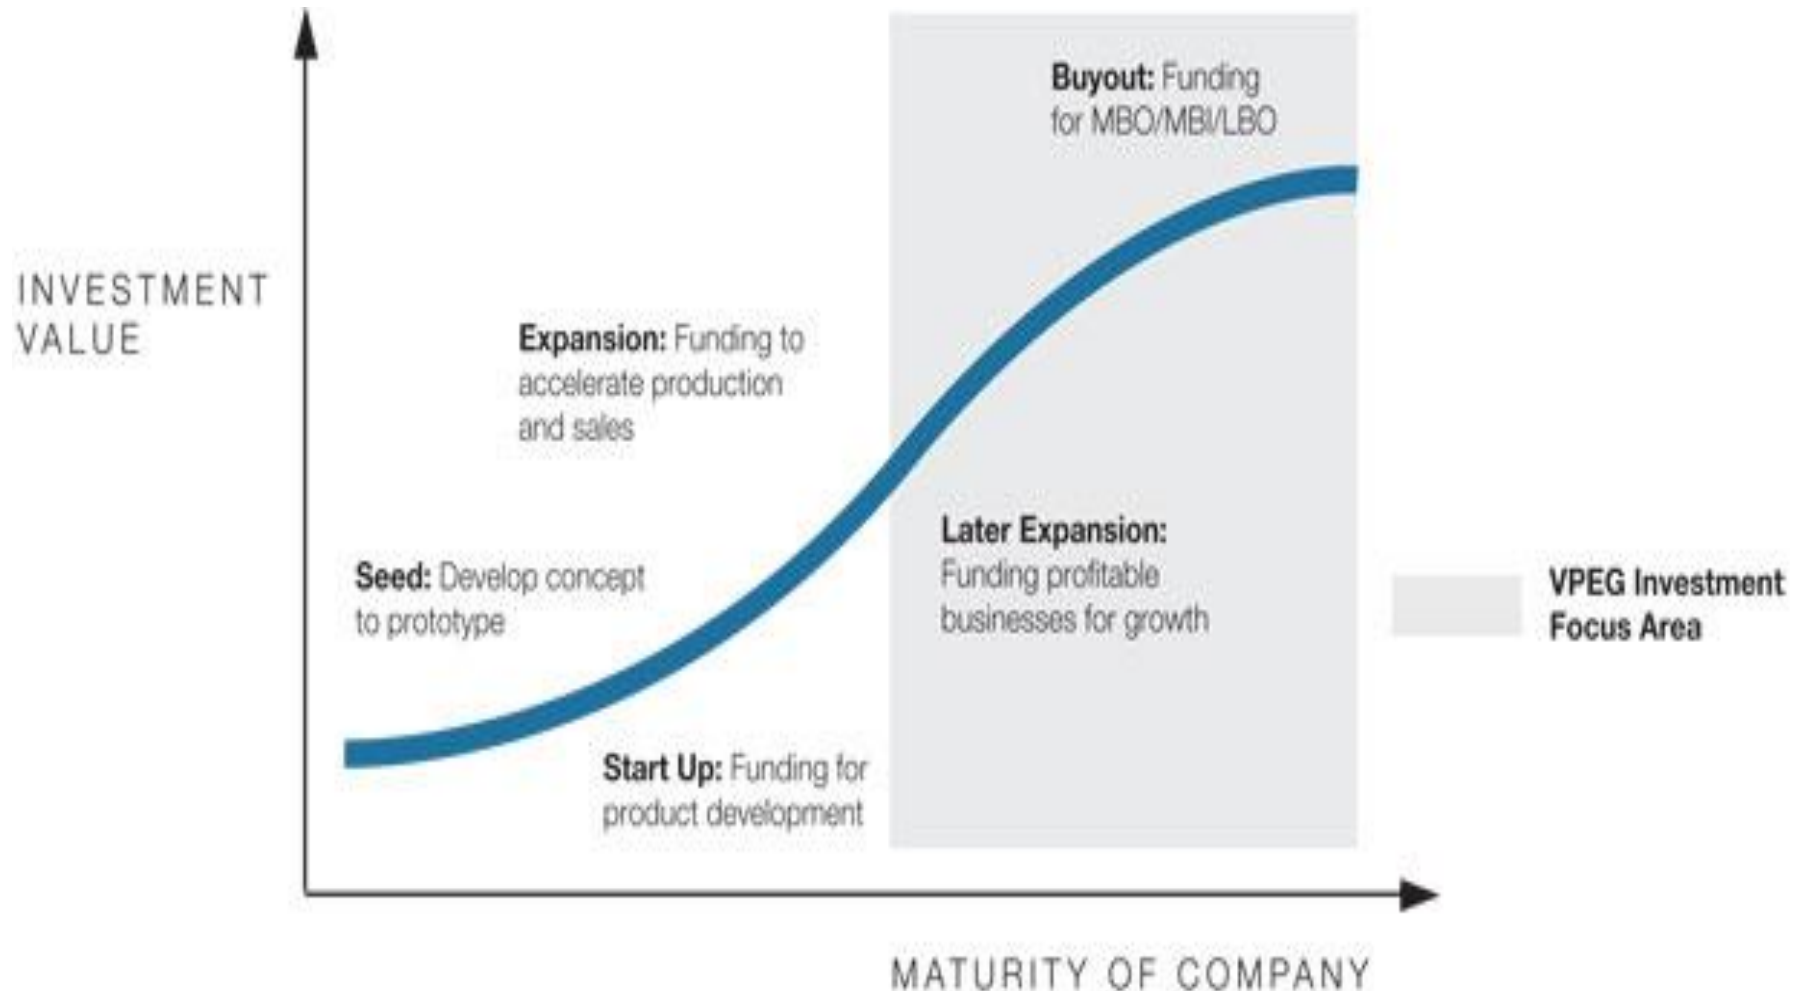 Buyout: Funding
for MBO/MBI/LBO
INVESTMENT
VALUE
Expansion: Funding to
accelerate production
and sales
Seed: Develop concept
to prototype
Later Expansion:
Funding profitable
businesses for growth
VPEG Investment
Focus Area
Start Up: Funding for
product development
MATURITY OF COMPANY